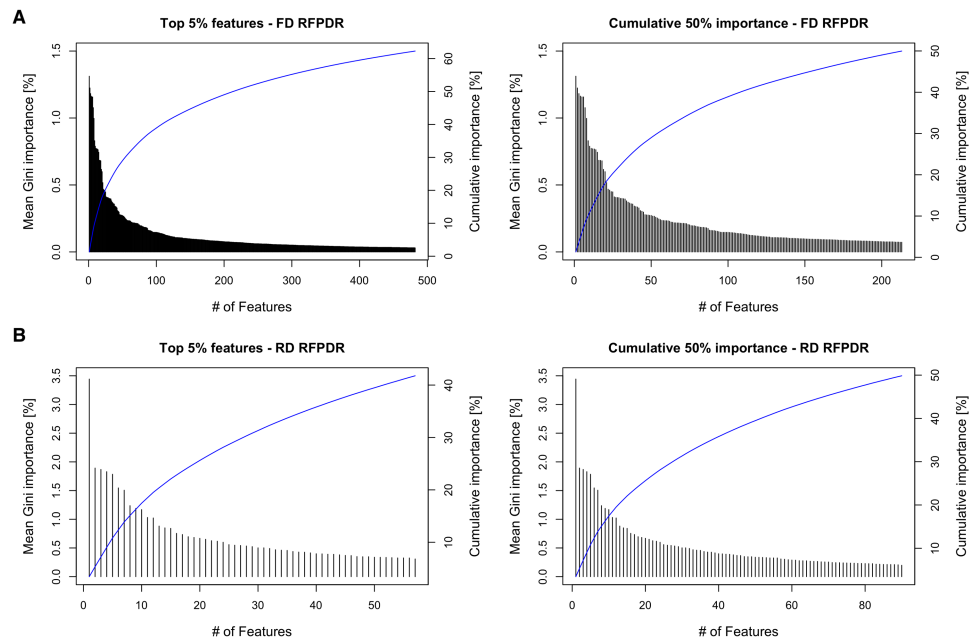 A
Top 5% features - FD RFPDR
Mean Gini importance [%]
0.0 0.5 1.0 1.5
0 10 20 30 40 50 60
Cumulative importance [%]
0 100 200 300 400 500
# of Features
Cumulative 50% importance - FD RFPDR
Mean Gini importance [%]
0.0 0.5 1.0 1.5
0 10 20 30 40 50
Cumulative importance [%]
0 50 100 150 200
# of Features
B
Top 5% features - RD RFPDR
Mean Gini importance [%]
0.0 0.5 1.0 1.5 2.0 2.5 3.0 3.5
10 20 30 40
Cumulative importance [%]
0 10 20 30 40 50
# of Features
Cumulative 50% importance - RD RFPDR
Mean Gini importance [%]
0.0 0.5 1.0 1.5 2.0 2.5 3.0 3.5
10 20 30 40 50
Cumulative importance [%]
0 20 40 60 80
# of Features